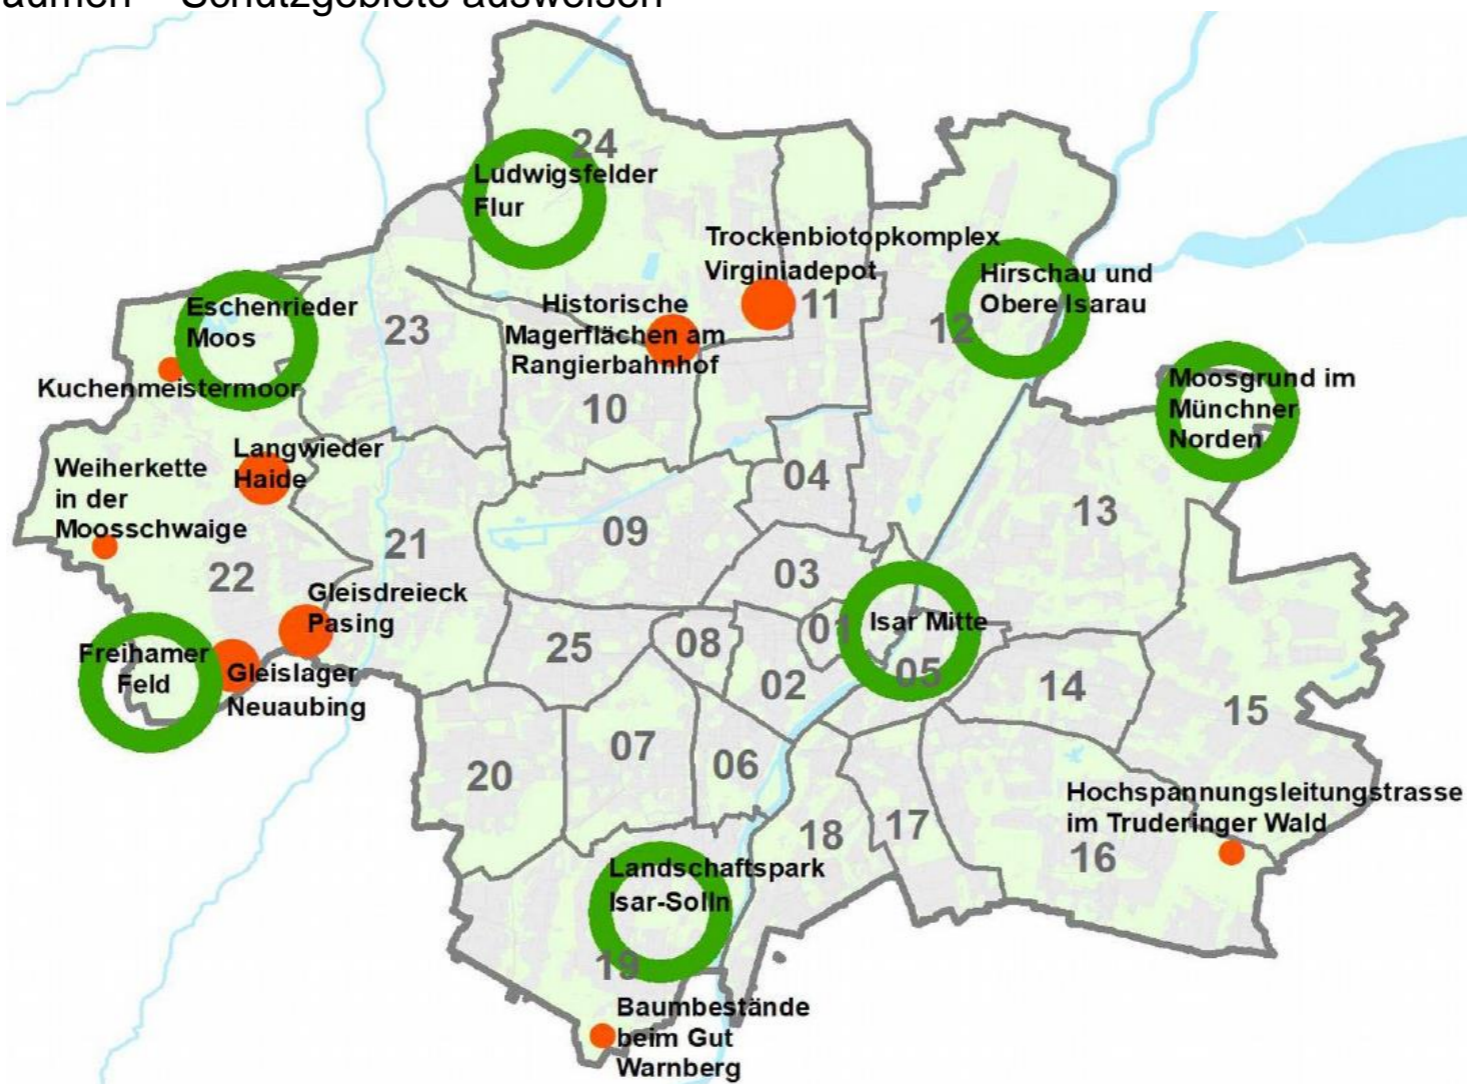 aumen – Schutzgebiete ausweisen
24
Ludwigsfelder
Flur
Trockenbiotopkomplex
Virginiadepot
11
Hirschau und
Obere Isarau
12
Eschenrieder
Moos
23
Historische
Magerflächen am
Rangierbahnhof
10
Kuchenmeistermoor
Moosgrund im
Münchner
Norden
Langwieder
Haide
Weiherkette
in der
Moosschwaige
04
13
09
21
22
03
Gleisdreieck
Pasing
01
Isar Mitte
05
25
08
02
14
15
Freihamer
Feld
Gleislager
Neuaubing
07
06
20
Hochspannungsleitungstrasse
im Truderinger Wald
16
18
17
Landschaftspark
Isar-Solln
19
Baumbestände
beim Gut
Warnberg